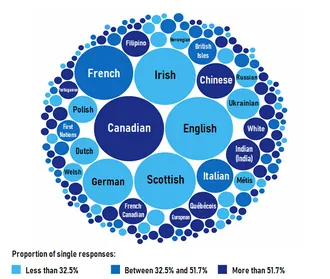 Norwegian
Filipino
British
Isles
French
Irish
Chinese
Russian
Portuguese
Polish
Ukrainian
First
Nations
Canadian
English
White
Dutch
Indian
(India)
Welsh
German
Scottish
Italian
Métis
French
Canadian
Québécois
European
Proportion of single responses:
Less than 32.5%
Between 32.5% and 51.7%
More than 51.7%